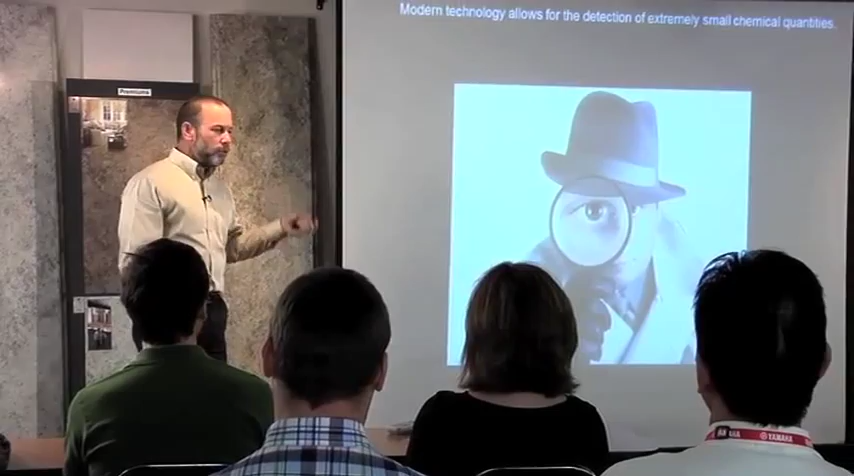 Modern technology allows for the detection of extremely small chemical quantities.
Premiums
YAMAHA